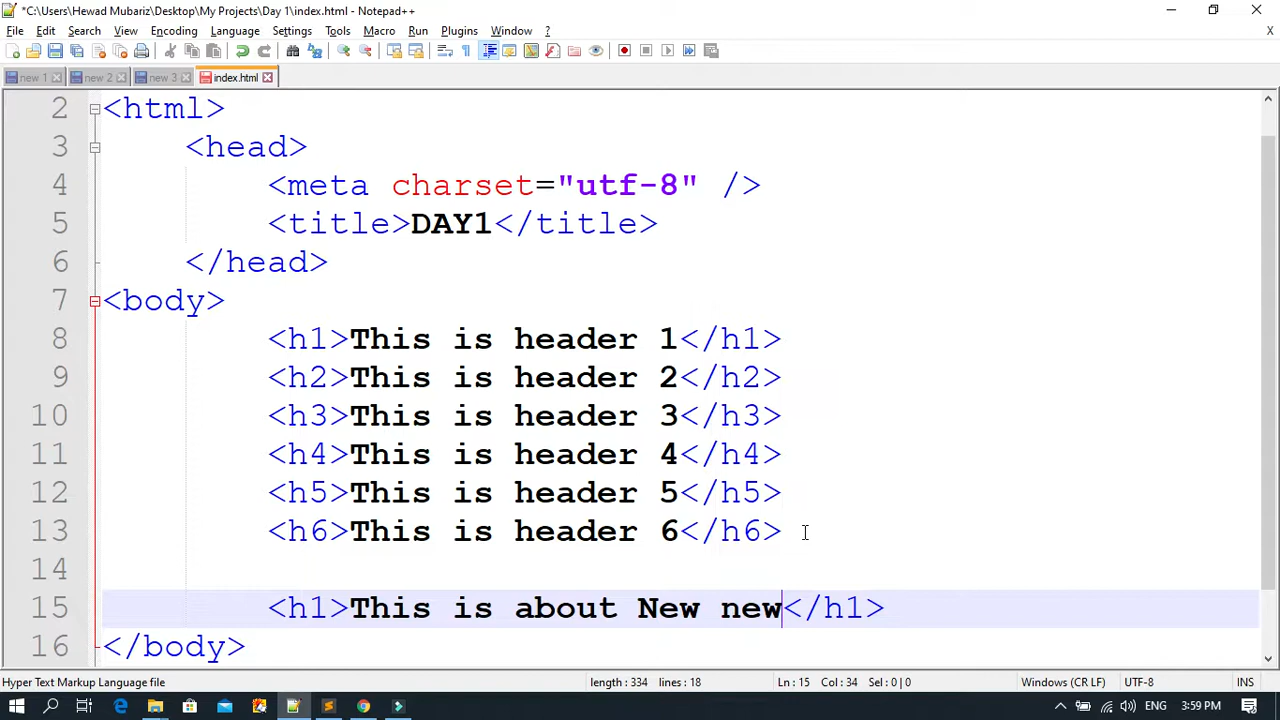 *C:\Users\Hewad Mubariz\Desktop\My Projects\Day 1\index.html - Notepad++
File Edit Search View Encoding Language Settings Tools Macro Run Plugins Window ? X
new 1 new 2 new 3 index.html
2 <html>
3 <head>
4 <meta charset="utf-8" />
5 <title>DAY1</title>
6 </head>
7 <body>
8 <h1>This is header 1</h1>
9 <h2>This is header 2</h2>
10 <h3>This is header 3</h3>
11 <h4>This is header 4</h4>
12 <h5>This is header 5</h5>
13 <h6>This is header 6</h6>
14
15 <h1>This is about New new</h1>
16 </body>
Hyper Text Markup Language file length : 334 lines : 18 Ln : 15 Col : 34 Sel : 0 | 0 Windows (CR LF) UTF-8 INS
ENG 3:59 PM